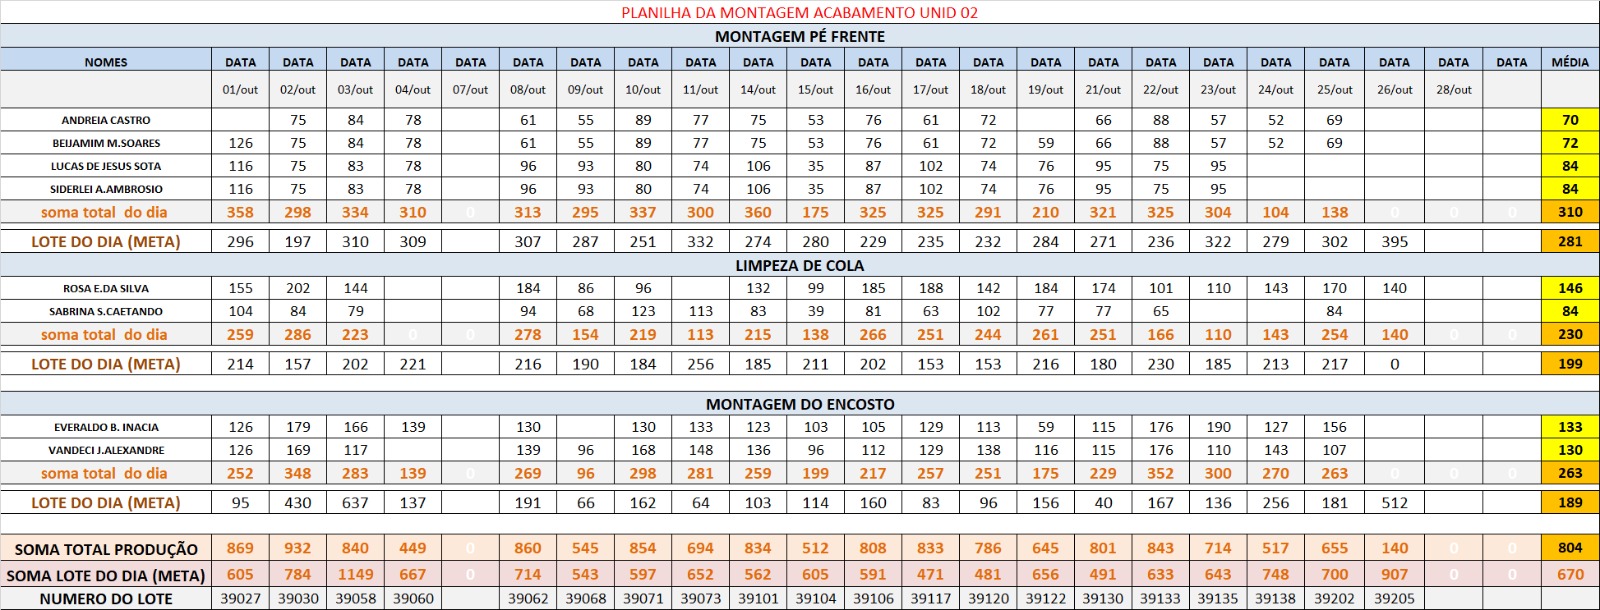 PLANILHA DA MONTAGEM ACABAMENTO UNID 02
MONTAGEM PÉ FRENTE
NOMES DATA DATA DATA DATA DATA DATA DATA DATA DATA DATA DATA DATA DATA DATA DATA DATA DATA DATA DATA DATA DATA DATA DATA MÉDIA
01/out 02/out 03/out 04/out 07/out 08/out 09/out 10/out 11/out 14/out 15/out 16/out 17/out 18/out 19/out 21/out 22/out 23/out 24/out 25/out 26/out 28/out
ANDREIA CASTRO 75 84 78 61 55 89 77 75 53 76 61 72 66 88 57 52 69 70
BEIJAMIM M.SOARES 126 75 84 78 61 55 89 77 75 53 76 61 72 59 66 88 57 52 69 72
LUCAS DE JESUS SOTA 116 75 83 78 96 93 80 74 106 35 87 102 74 76 95 75 95 84
SIDERLEI A.AMBROSIO 116 75 83 78 96 93 80 74 106 35 87 102 74 76 95 75 95 84
soma total do dia 358 298 334 310 0 313 295 337 300 360 175 325 325 291 210 321 325 304 104 138 0 0 0 310
LOTE DO DIA (META) 296 197 310 309 307 287 251 332 274 280 229 235 232 284 271 236 322 279 302 395 281
LIMPEZA DE COLA
ROSA E.DA SILVA 155 202 144 184 86 96 132 99 185 188 142 184 174 101 110 143 170 140 146
SABRINA S.CAETANDO 104 84 79 94 68 123 113 83 39 81 63 102 77 77 65 84 84
soma total do dia 259 286 223 0 0 278 154 219 113 215 138 266 251 244 261 251 166 110 143 254 140 0 0 230
LOTE DO DIA (META) 214 157 202 221 216 190 184 256 185 211 202 153 153 216 180 230 185 213 217 0 199
MONTAGEM DO ENCOSTO
EVERALDO B. INACIA 126 179 166 139 130 130 133 123 103 105 129 113 59 115 176 190 127 156 133
VANDECI J.ALEXANDRE 126 169 117 139 96 168 148 136 96 112 129 138 116 114 176 110 143 107 130
soma total do dia 252 348 283 139 0 269 96 298 281 259 199 217 257 251 175 229 352 300 270 263 0 0 0 263
LOTE DO DIA (META) 95 430 637 137 191 66 162 64 103 114 160 83 96 156 40 167 136 256 181 512 189
SOMA TOTAL PRODUÇÃO 869 932 840 449 0 860 545 854 694 834 512 808 833 786 645 801 843 714 517 655 140 0 0 804
SOMA LOTE DO DIA (META) 605 784 1149 667 0 714 543 597 652 562 605 591 471 481 656 491 633 643 748 700 907 0 0 670
NUMERO DO LOTE 39027 39030 39058 39060 39062 39068 39071 39073 39101 39104 39106 39117 39120 39122 39130 39133 39135 39138 39202 39205